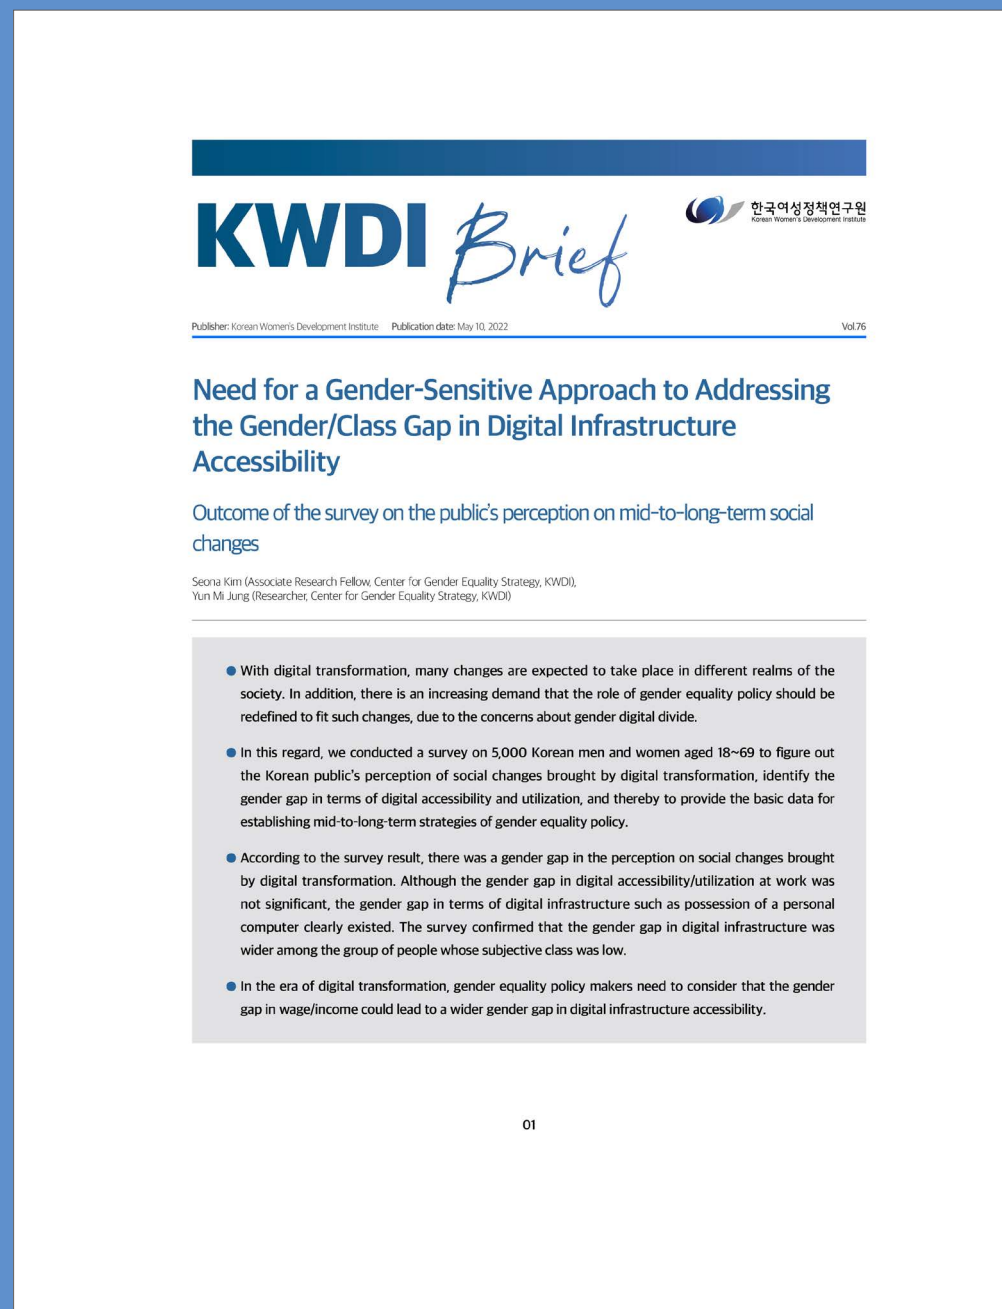 KWDI Brief
한국여성정책연구원
Korean Women's Development Institute
Publisher: Korean Women's Development Institute Publication date: May 10, 2022 Vol.76
Need for a Gender-Sensitive Approach to Addressing
the Gender/Class Gap in Digital Infrastructure
Accessibility
Outcome of the survey on the public's perception on mid-to-long-term social
changes
Seona Kim (Associate Research Fellow, Center for Gender Equality Strategy, KWDI),
Yun Mi Jung (Researcher, Center for Gender Equality Strategy, KWDI)
● With digital transformation, many changes are expected to take place in different realms of the
society. In addition, there is an increasing demand that the role of gender equality policy should be
redefined to fit such changes, due to the concerns about gender digital divide.
● In this regard, we conducted a survey on 5,000 Korean men and women aged 18~69 to figure out
the Korean public's perception of social changes brought by digital transformation, identify the
gender gap in terms of digital accessibility and utilization, and thereby to provide the basic data for
establishing mid-to-long-term strategies of gender equality policy.
● According to the survey result, there was a gender gap in the perception on social changes brought
by digital transformation. Although the gender gap in digital accessibility/utilization at work was
not significant, the gender gap in terms of digital infrastructure such as possession of a personal
computer clearly existed. The survey confirmed that the gender gap in digital infrastructure was
wider among the group of people whose subjective class was low.
● In the era of digital transformation, gender equality policy makers need to consider that the gender
gap in wage/income could lead to a wider gender gap in digital infrastructure accessibility.
01